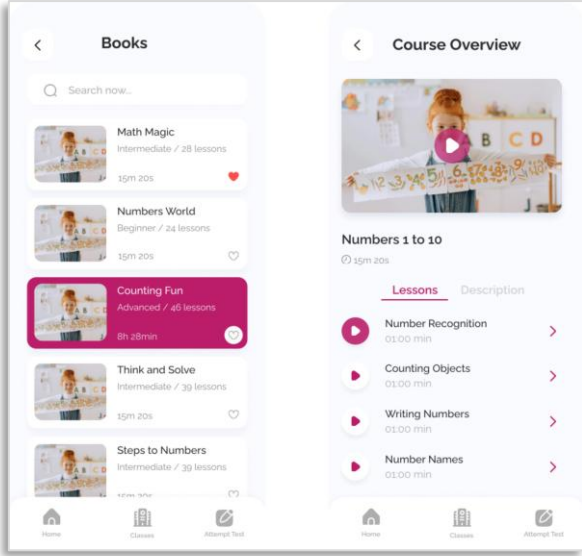 Books
Search now...
Math Magic
Intermediate / 28 lessons
15m 20s
Numbers World
Beginner / 24 lessons
15m 20s
Counting Fun
Advanced / 46 lessons
8h 28min
Think and Solve
Intermediate / 39 lessons
15m 20s
Steps to Numbers
Intermediate / 39 lessons
15m 20s
Home
Classes
Attempt Test
Course Overview
B C D
Numbers 1 to 10
15m 20s
Lessons Description
Number Recognition
01:00 min
Counting Objects
01:00 min
Writing Numbers
01:00 min
Number Names
01:00 min
Home
Classes
Attempt Test